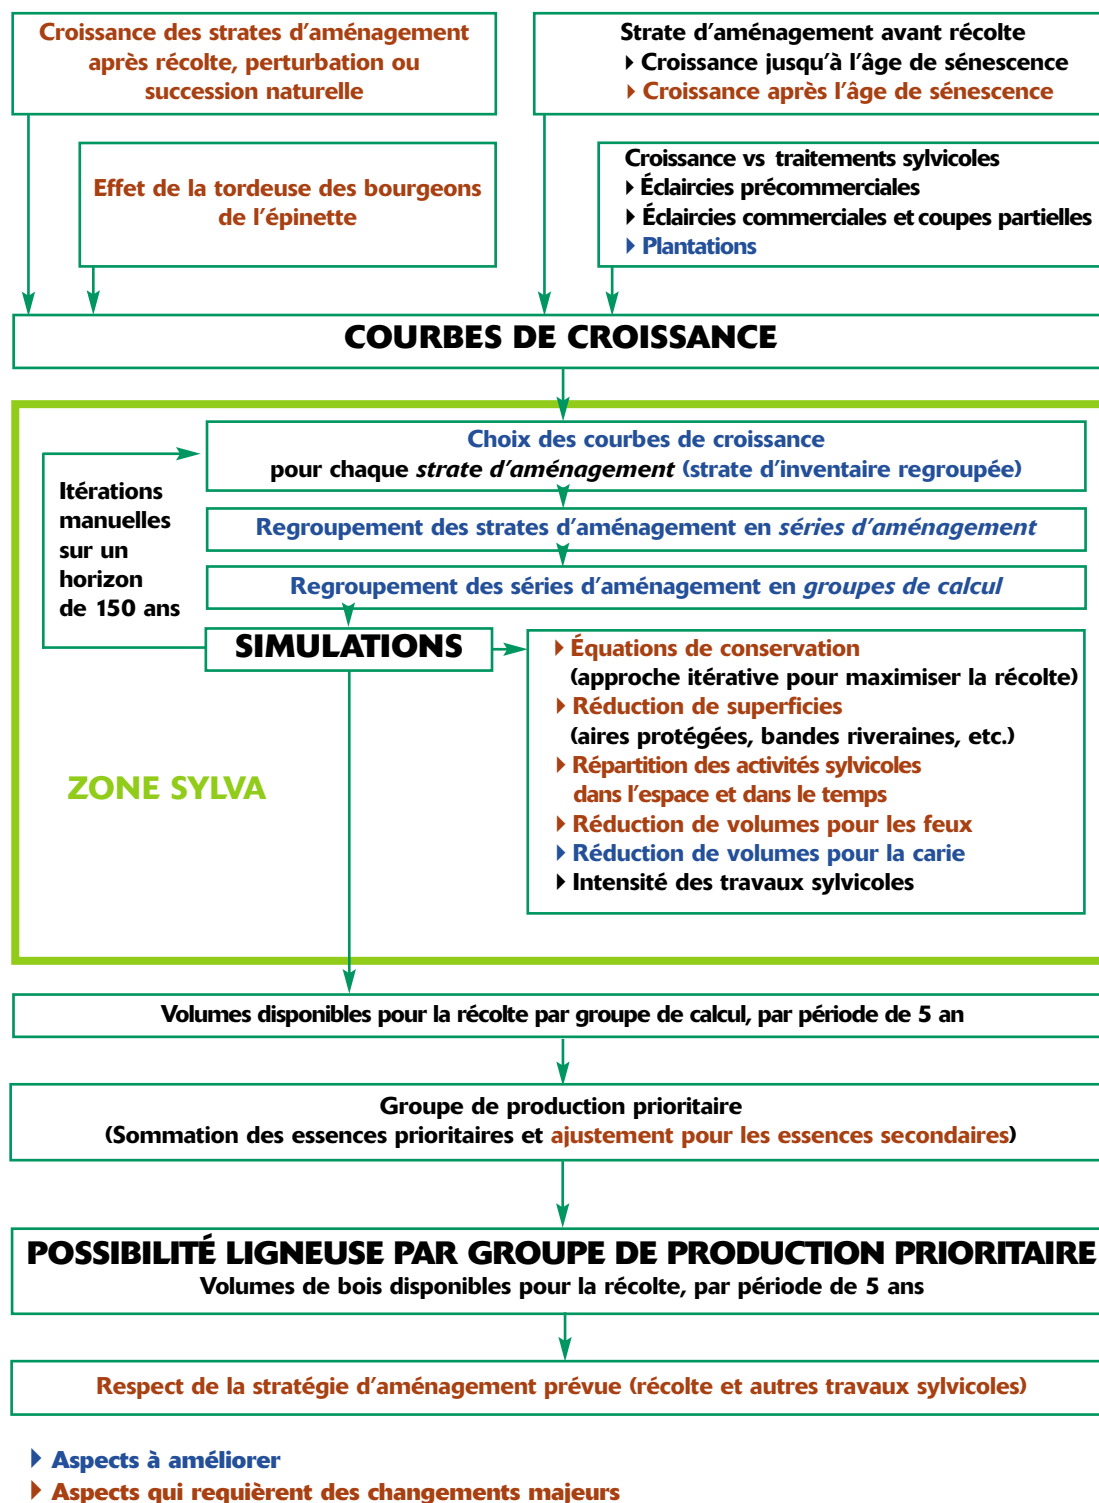 Croissance des strates d'aménagement
après récolte, perturbation ou
succession naturelle
Strate d'aménagement avant récolte
Croissance jusqu'à l'âge de sénescence
Croissance après l'âge de sénescence
Effet de la tordeuse des bourgeons
de l'épinette
Croissance vs traitements sylvicoles
Éclaircies précommerciales
Éclaircies commerciales et coupes partielles
Plantations
COURBES DE CROISSANCE
Choix des courbes de croissance
pour chaque strate d'aménagement (strate d'inventaire regroupée)
Itérations
manuelles
sur un
horizon
de 150 ans
Regroupement des strates d'aménagement en séries d'aménagement
Regroupement des séries d'aménagement en groupes de calcul
SIMULATIONS
Équations de conservation
(approche itérative pour maximiser la récolte)
Réduction de superficies
(aires protégées, bandes riveraines, etc.)
Répartition des activités sylvicoles
dans l'espace et dans le temps
Réduction de volumes pour les feux
Réduction de volumes pour la carie
Intensité des travaux sylvicoles
ZONE SYLVA
Volumes disponibles pour la récolte par groupe de calcul, par période de 5 an
Groupe de production prioritaire
(Sommation des essences prioritaires et ajustement pour les essences secondaires)
POSSIBILITÉ LIGNEUSE PAR GROUPE DE PRODUCTION PRIORITAIRE
Volumes de bois disponibles pour la récolte, par période de 5 ans
Respect de la stratégie d'aménagement prévue (récolte et autres travaux sylvicoles)
Aspects à améliorer
Aspects qui requièrent des changements majeurs